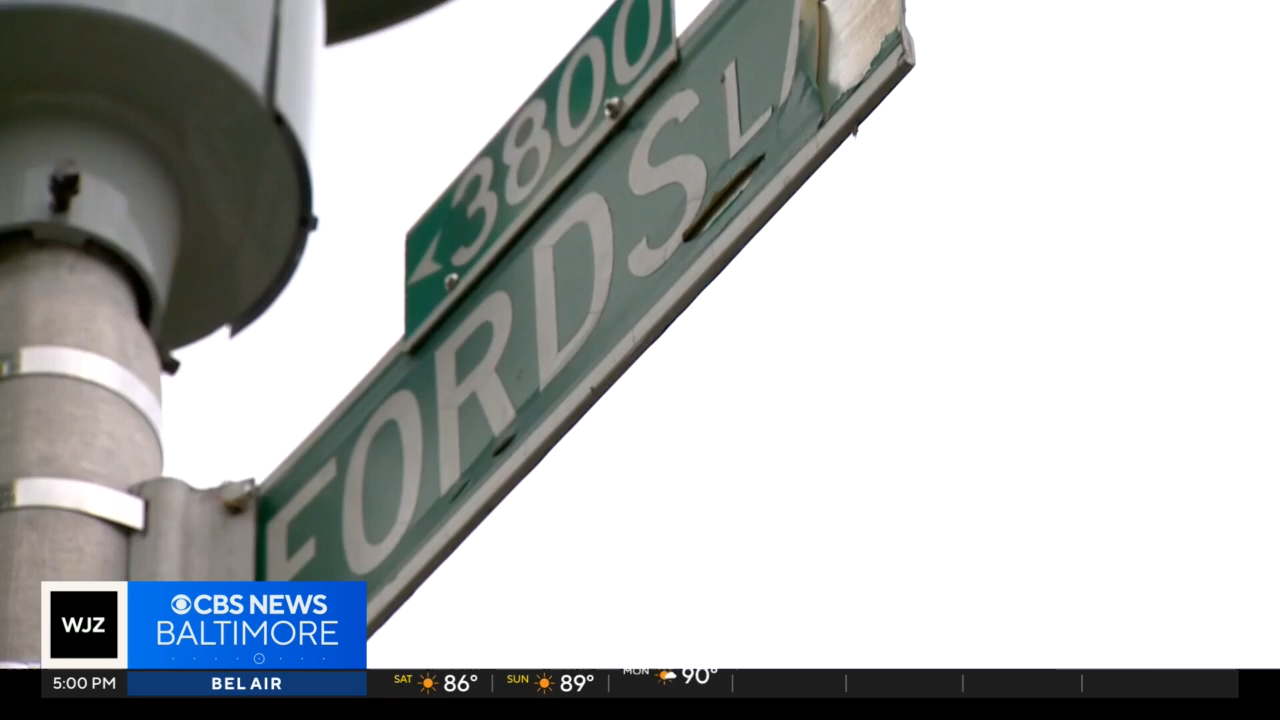 3800
FORDS L
WJZ
CBS NEWS
BALTIMORE
5:00 PM
BEL AIR
SAT 86°
SUN 89°
MON 90°